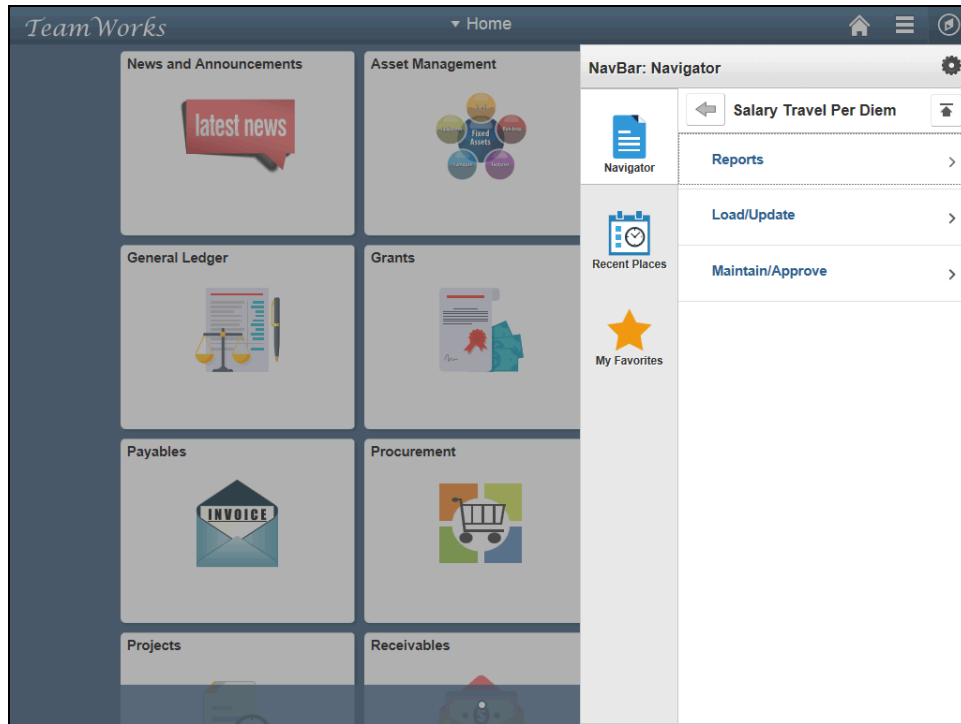 TeamWorks
Home
News and Announcements
latest news
Asset Management
Fixed
Assets
General Ledger
Grants
Payables
INVOICE
Procurement
Projects
Receivables
NavBar: Navigator
Navigator
Recent Places
My Favorites
Salary Travel Per Diem
Reports
Load/Update
Maintain/Approve